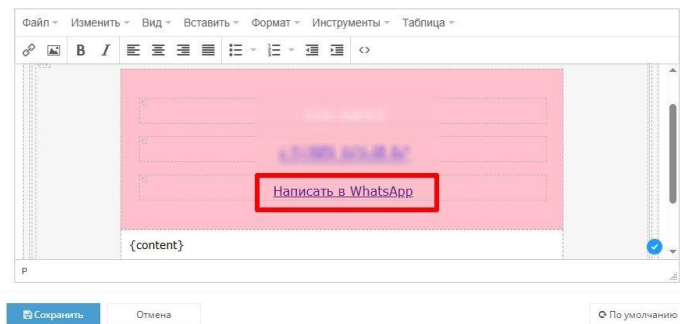 Файл Изменить Вид Вставить Формат Инструменты Таблица
B I
Написать в WhatsApp
{content}
P
Сохранить Отмена По умолчанию